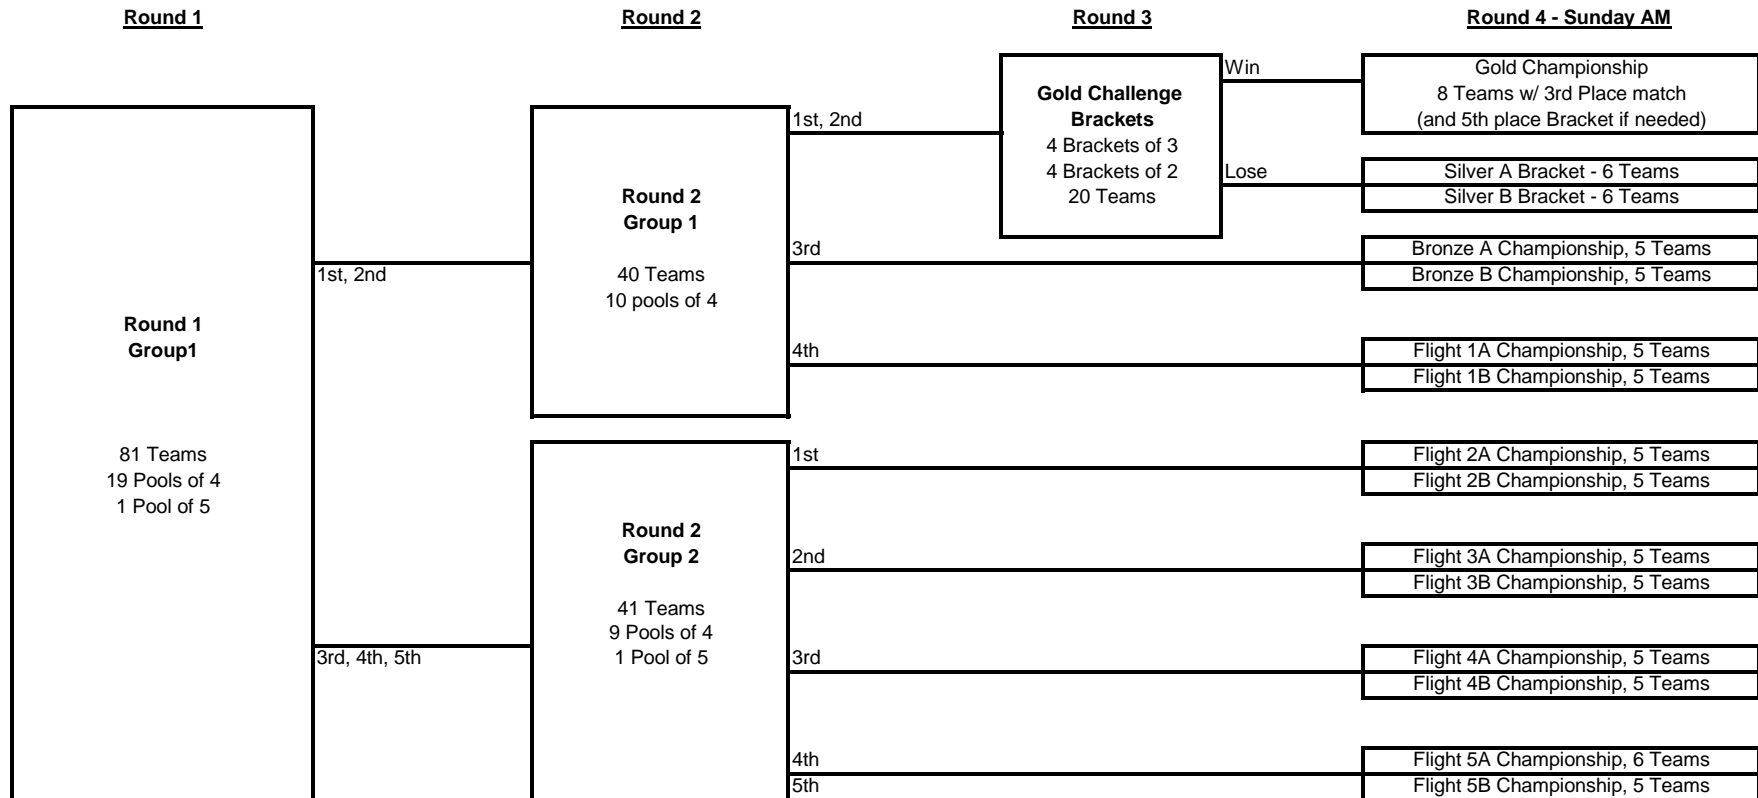 Round 1
Round 2
Round 3
Round 4 - Sunday AM
Round 1
Group1
81 Teams
19 Pools of 4
1 Pool of 5
1st, 2nd
3rd, 4th, 5th
Round 2
Group 1
40 Teams
10 pools of 4
Round 2
Group 2
41 Teams
9 Pools of 4
1 Pool of 5
1st, 2nd
3rd
4th
1st
2nd
3rd
4th
5th
Gold Challenge
Brackets
4 Brackets of 3
4 Brackets of 2
20 Teams
Win
Lose
Gold Championship
8 Teams w/ 3rd Place match
(and 5th place Bracket if needed)
Silver A Bracket - 6 Teams
Silver B Bracket - 6 Teams
Bronze A Championship, 5 Teams
Bronze B Championship, 5 Teams
Flight 1A Championship, 5 Teams
Flight 1B Championship, 5 Teams
Flight 2A Championship, 5 Teams
Flight 2B Championship, 5 Teams
Flight 3A Championship, 5 Teams
Flight 3B Championship, 5 Teams
Flight 4A Championship, 5 Teams
Flight 4B Championship, 5 Teams
Flight 5A Championship, 6 Teams
Flight 5B Championship, 5 Teams